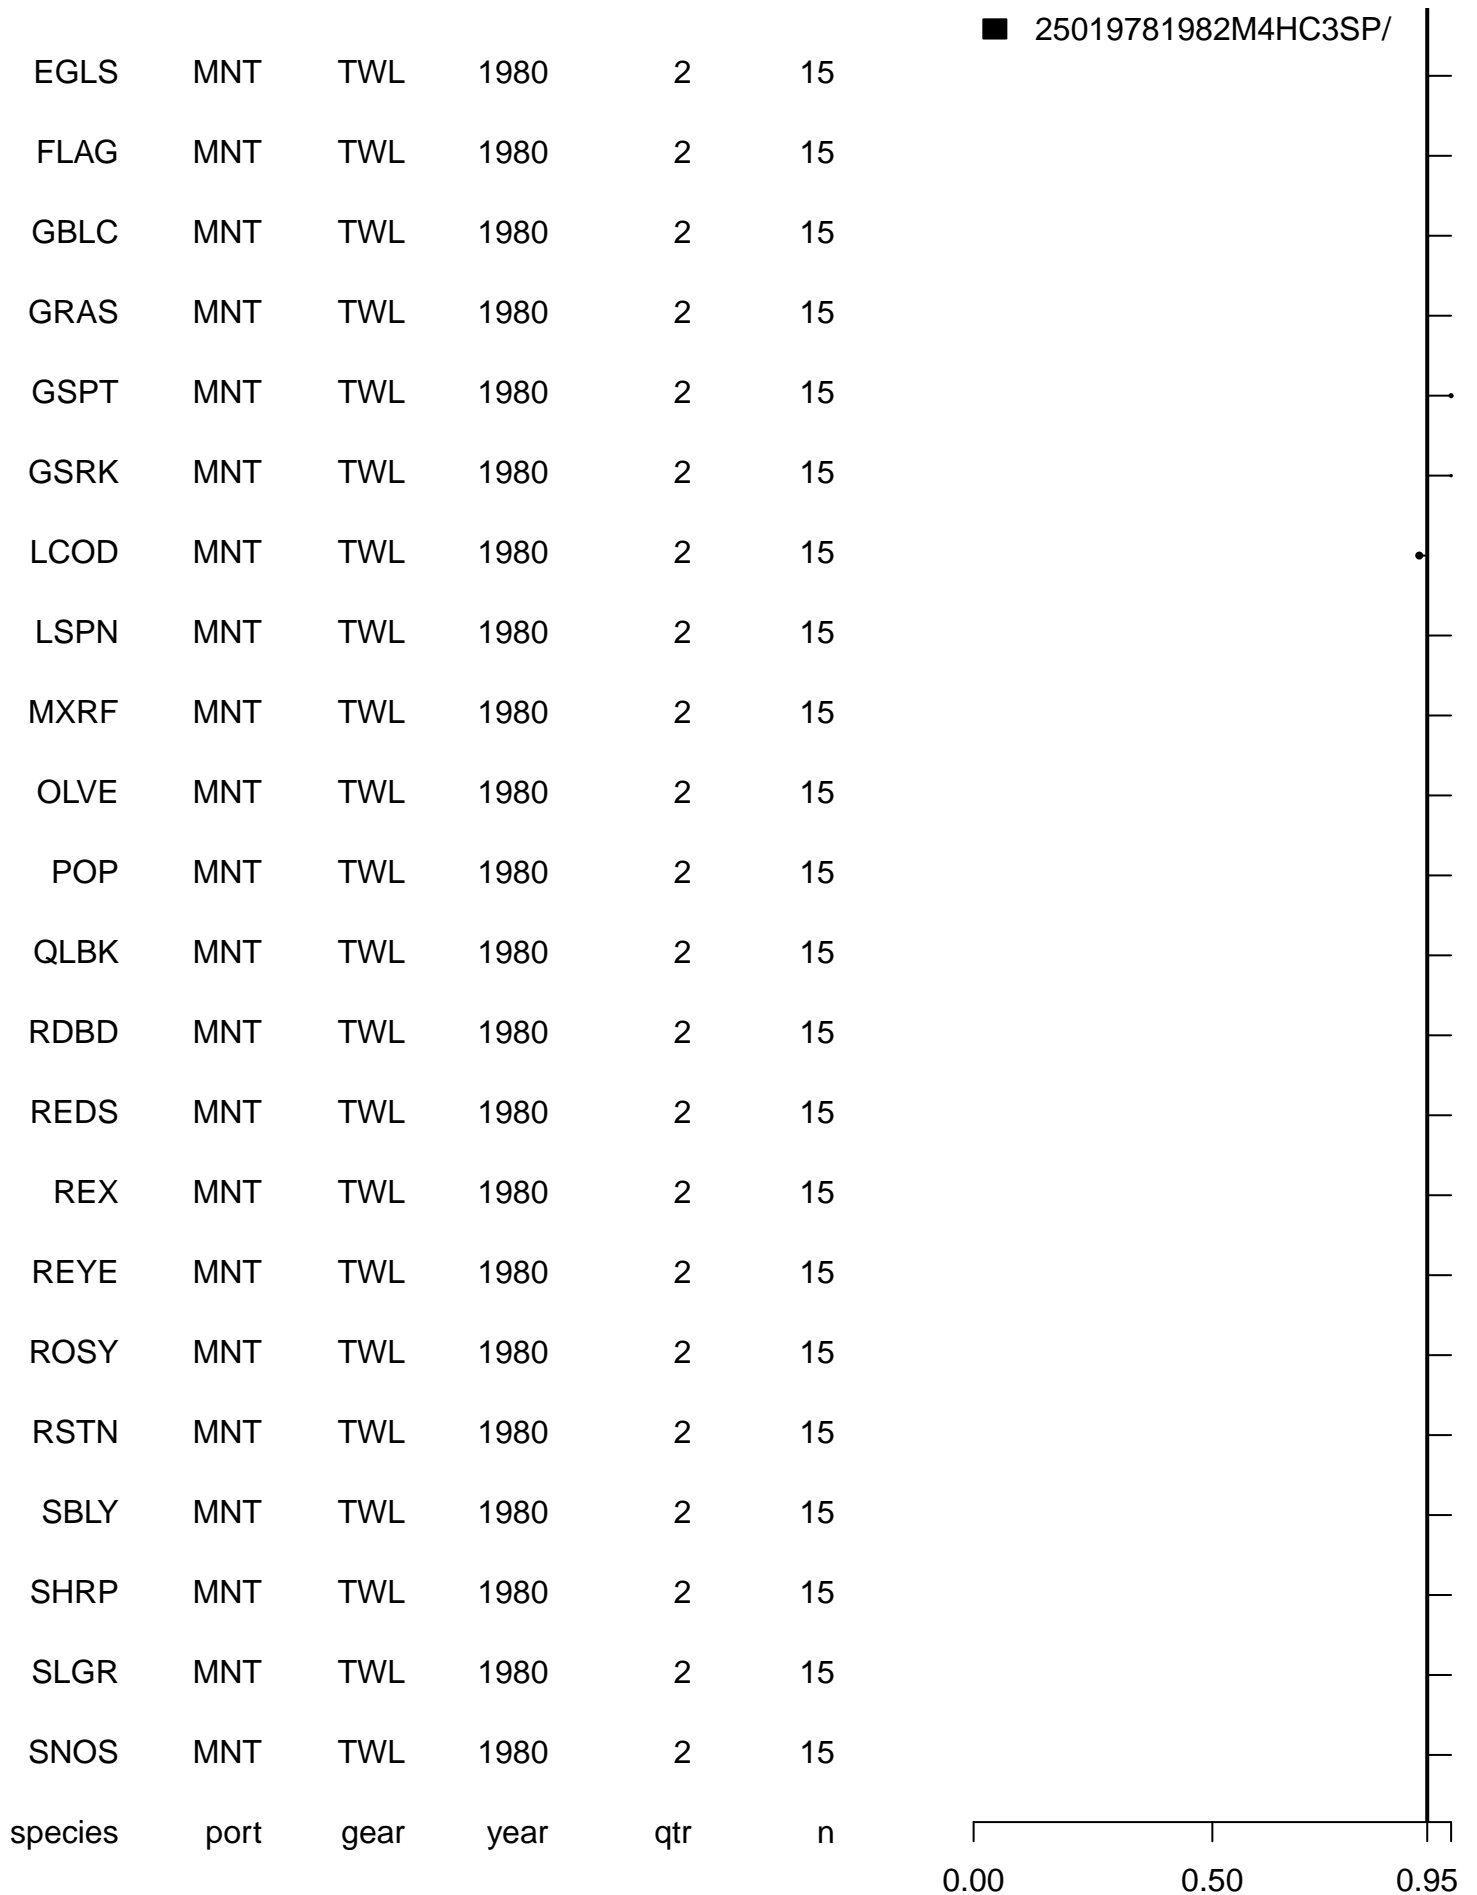 25019781982M4HC3SP/
EGLS MNT TWL 1980 2 15
FLAG MNT TWL 1980 2 15
GBLC MNT TWL 1980 2 15
GRAS MNT TWL 1980 2 15
GSPT MNT TWL 1980 2 15
GSRK MNT TWL 1980 2 15
LCOD MNT TWL 1980 2 15
LSPN MNT TWL 1980 2 15
MXRF MNT TWL 1980 2 15
OLVE MNT TWL 1980 2 15
POP MNT TWL 1980 2 15
QLBK MNT TWL 1980 2 15
RDBD MNT TWL 1980 2 15
REDS MNT TWL 1980 2 15
REX MNT TWL 1980 2 15
REYE MNT TWL 1980 2 15
ROSY MNT TWL 1980 2 15
RSTN MNT TWL 1980 2 15
SBLY MNT TWL 1980 2 15
SHRP MNT TWL 1980 2 15
SLGR MNT TWL 1980 2 15
SNOS MNT TWL 1980 2 15
species port gear year qtr n
0.00 0.50 0.95